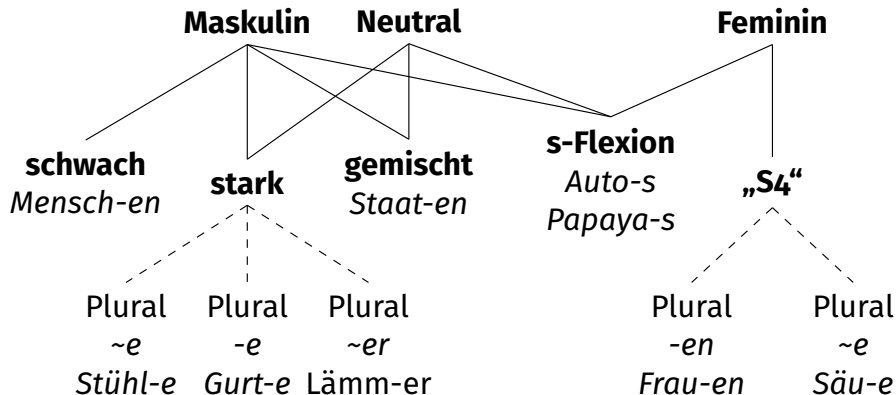 Maskulin Neutral Feminin
schwach
Mensch-en
stark
gemischt
Staat-en
s-Flexion
Auto-s
Papaya-s
„S4“
Plural
~e
Stühl-e
Plural
-e
Gurt-e
Plural
~er
Lämm-er
Plural
-en
Frau-en
Plural
~e
Säu-e